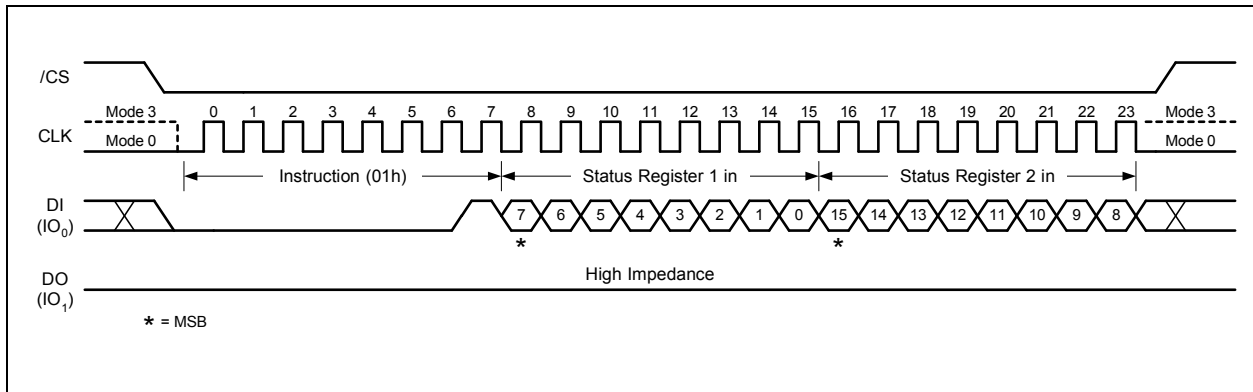 /CS
Mode 3 0 1 2 3 4 5 6 7 8 9 10 11 12 13 14 15 16 17 18 19 20 21 22 23 Mode 3
CLK
Mode 0 Mode 0
Instruction (01h) Status Register 1 in Status Register 2 in
DI
(IO0)
7 6 5 4 3 2 1 0 15 14 13 12 11 10 9 8
* *
High Impedance
DO
(IO1)
* = MSB